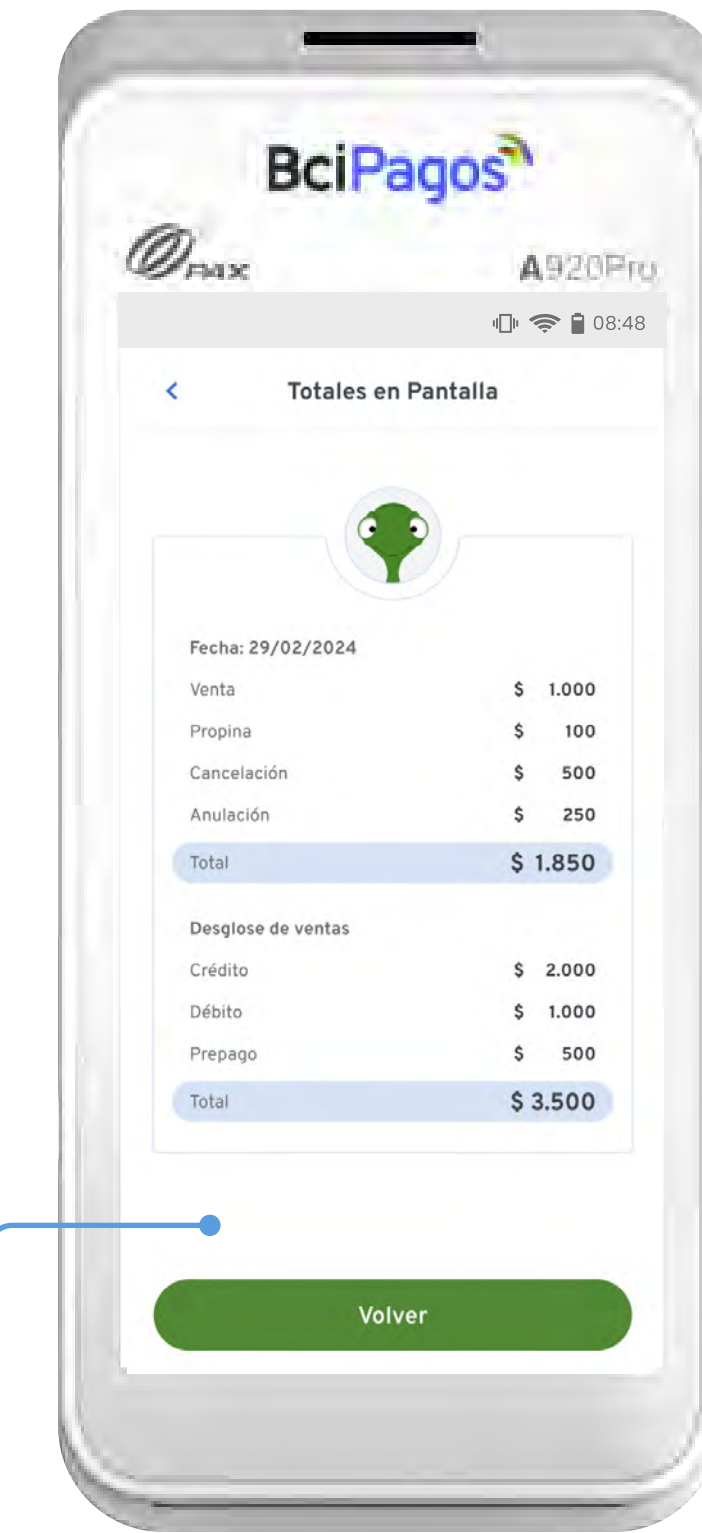 BciPagos
PAX A920Pro
08:48
Totales en Pantalla
Fecha: 29/02/2024
Venta $ 1.000
Propina $ 100
Cancelación $ 500
Anulación $ 250
Total $ 1.850
Desglose de ventas
Crédito $ 2.000
Débito $ 1.000
Prepago $ 500
Total $ 3.500
Volver